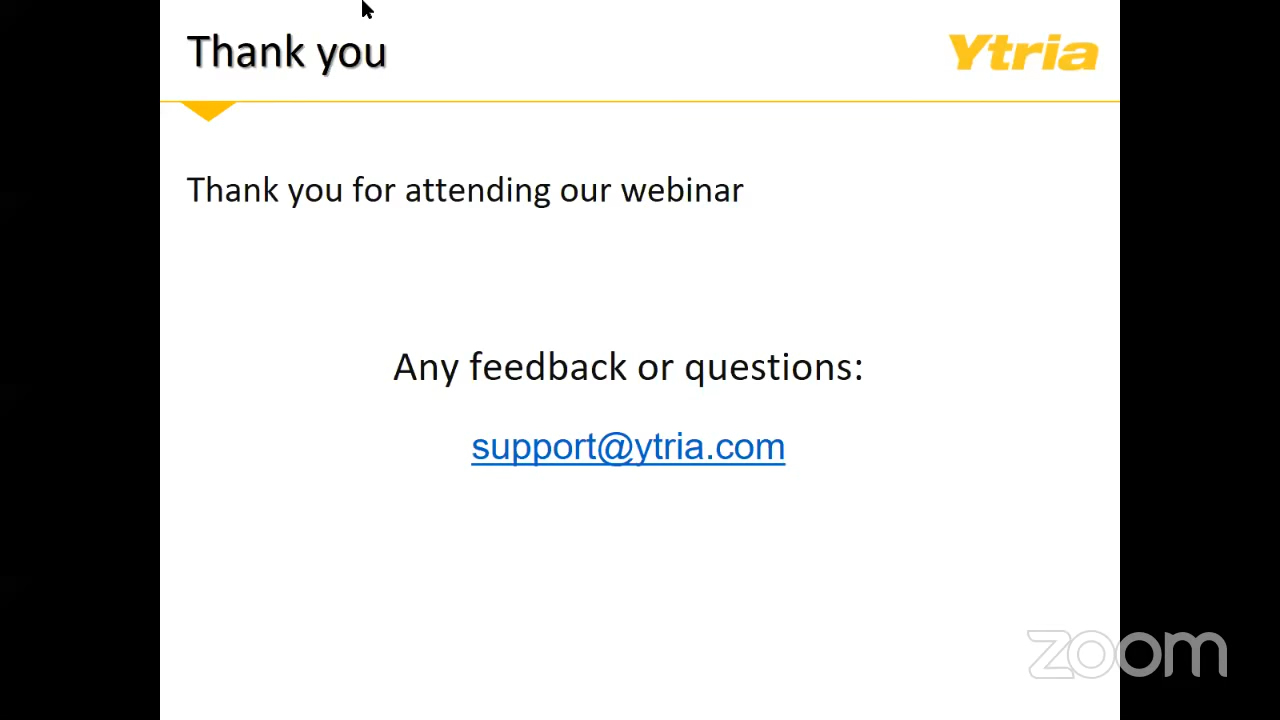 Thank you
Ytria
Thank you for attending our webinar
Any feedback or questions:
support@ytria.com
zoom